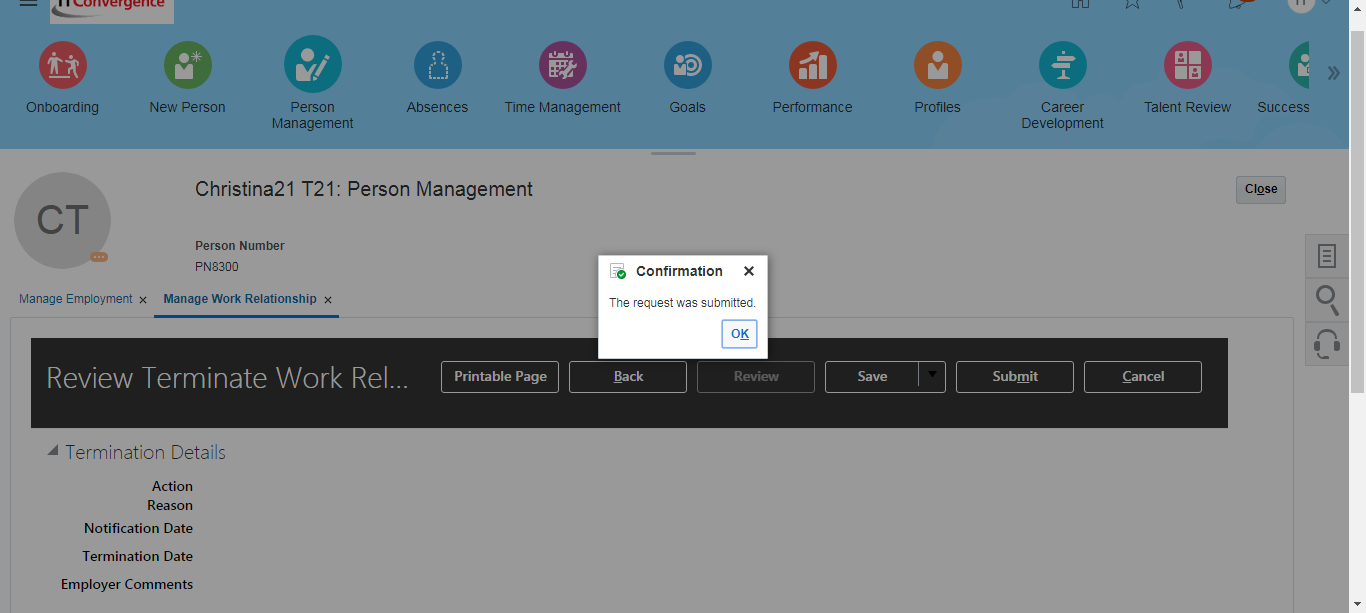 ITConvergence
Onboarding
New Person
Person
Management
Absences
Time Management
Goals
Performance
Profiles
Career
Development
Talent Review
Success
CT
Christina21 T21: Person Management
Close
Person Number
PN8300
Manage Employment ×
Manage Work Relationship ×
Confirmation
The request was submitted.
OK
Review Terminate Work Rel...
Printable Page
Back
Review
Save
Submit
Cancel
Termination Details
Action
Reason
Notification Date
Termination Date
Employer Comments